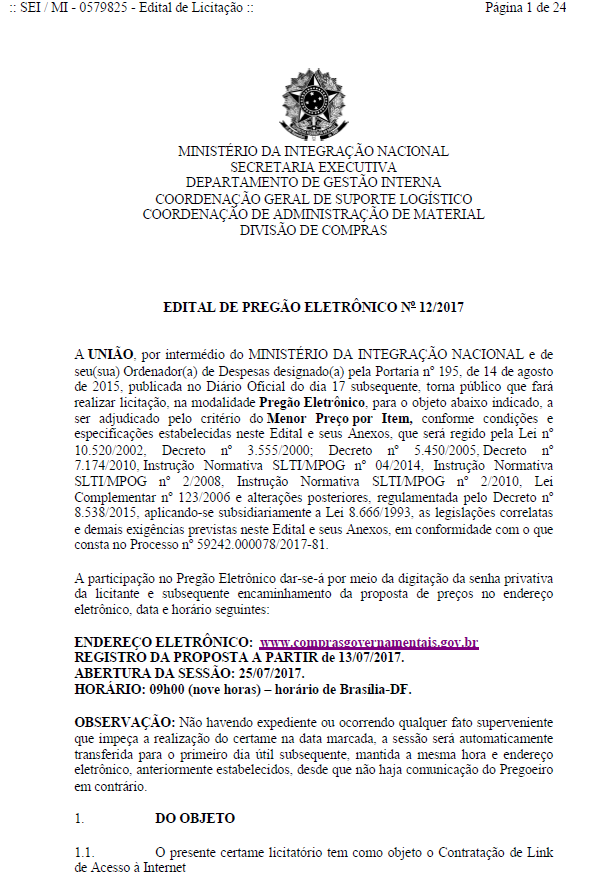 :: SEI / MI - 0579825 - Edital de Licitação ::
Página 1 de 24
MINISTÉRIO DA INTEGRAÇÃO NACIONAL
SECRETARIA EXECUTIVA
DEPARTAMENTO DE GESTÃO INTERNA
COORDENAÇÃO GERAL DE SUPORTE LOGÍSTICO
COORDENAÇÃO DE ADMINISTRAÇÃO DE MATERIAL
DIVISÃO DE COMPRAS
EDITAL DE PREGÃO ELETRÔNICO Nº 12/2017
A UNIÃO, por intermédio do MINISTÉRIO DA INTEGRAÇÃO NACIONAL e de
seu(sua) Ordenador(a) de Despesas designado(a) pela Portaria nº 195, de 14 de agosto
de 2015, publicada no Diário Oficial do dia 17 subsequente, torna público que fará
realizar licitação, na modalidade Pregão Eletrônico, para o objeto abaixo indicado, a
ser adjudicado pelo critério do Menor Preço por Item, conforme condições e
especificações estabelecidas neste Edital e seus Anexos, que será regido pela Lei nº
10.520/2002, Decreto nº 3.555/2000; Decreto nº 5.450/2005, Decreto nº
7.174/2010, Instrução Normativa SLTI/MPOG nº 04/2014, Instrução Normativa
SLTI/MPOG nº 2/2008, Instrução Normativa SLTI/MPOG nº 2/2010, Lei
Complementar nº 123/2006 e alterações posteriores, regulamentada pelo Decreto nº
8.538/2015, aplicando-se subsidiariamente a Lei 8.666/1993, as legislações correlatas
e demais exigências previstas neste Edital e seus Anexos, em conformidade com o que
consta no Processo nº 59242.000078/2017-81.
A participação no Pregão Eletrônico dar-se-á por meio da digitação da senha privativa
da licitante e subsequente encaminhamento da proposta de preços no endereço
eletrônico, data e horário seguintes:
ENDEREÇO ELETRÔNICO: www.comprasgovernamentais.gov.br
REGISTRO DA PROPOSTA A PARTIR de 13/07/2017.
ABERTURA DA SESSÃO: 25/07/2017.
HORÁRIO: 09h00 (nove horas) – horário de Brasília-DF.
OBSERVAÇÃO: Não havendo expediente ou ocorrendo qualquer fato superveniente
que impeça a realização do certame na data marcada, a sessão será automaticamente
transferida para o primeiro dia útil subsequente, mantida a mesma hora e endereço
eletrônico, anteriormente estabelecidos, desde que não haja comunicação do Pregoeiro
em contrário.
1. DO OBJETO
1.1. O presente certame licitatório tem como objeto o Contratação de Link
de Acesso à Internet